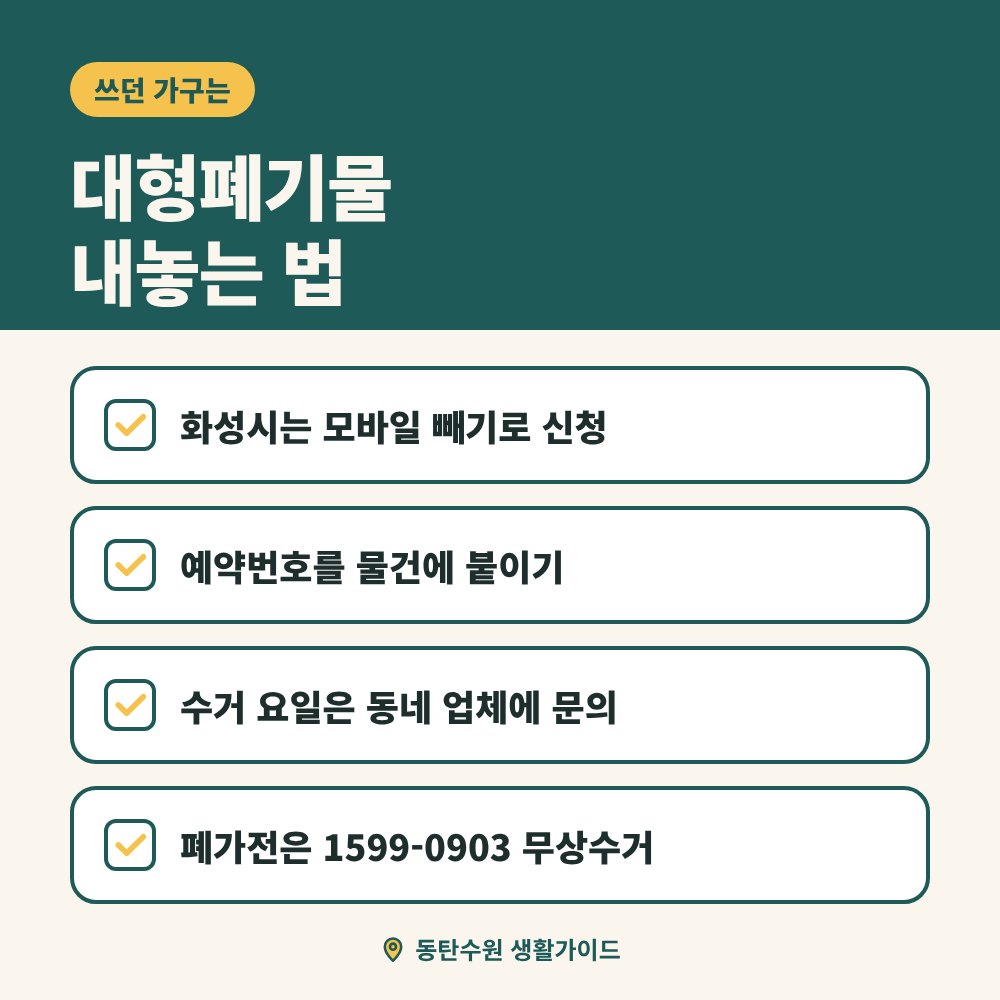 쓰던 가구는
대형폐기물
내놓는 법
화성시는 모바일 빼기로 신청
예약번호를 물건에 붙이기
수거 요일은 동네 업체에 문의
폐가전은 1599-0903 무상수거
동탄수원 생활가이드